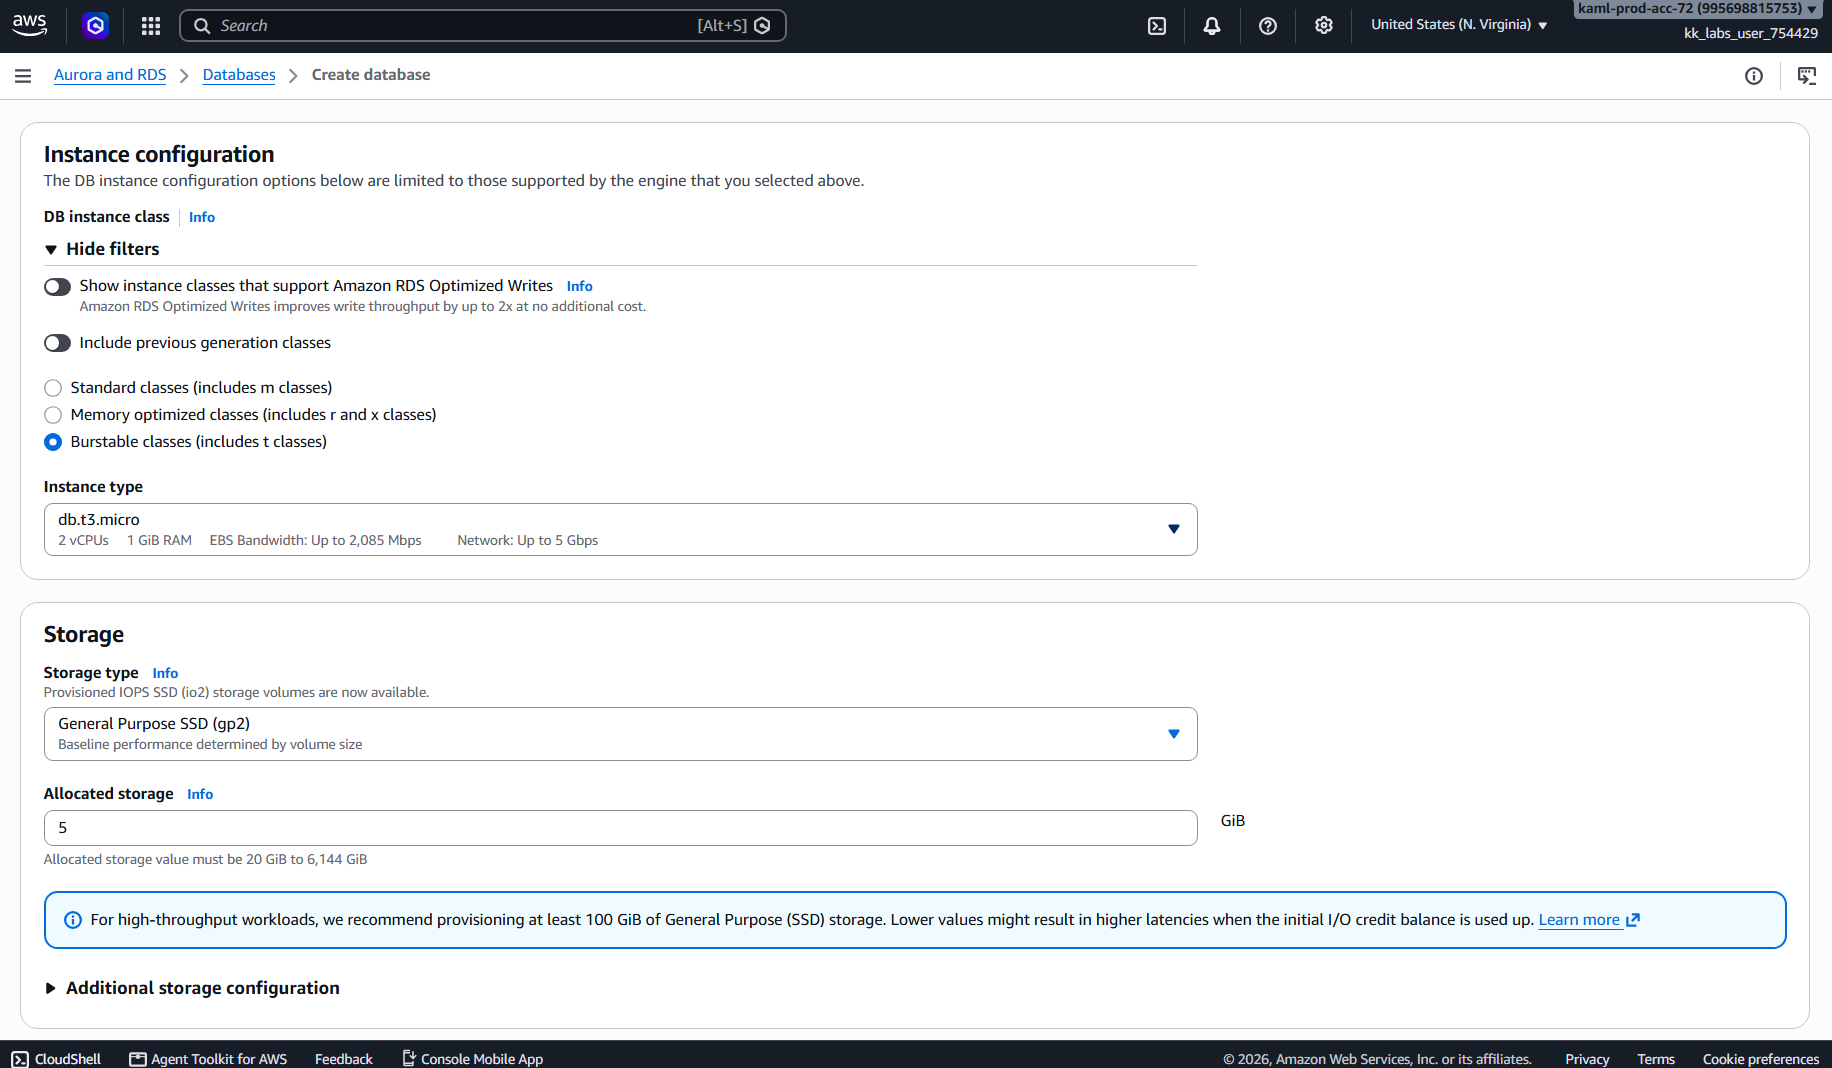 aws
Search [Alt+S]
United States (N. Virginia)
kaml-prod-acc-72 (995698815753)
kk_labs_user_754429
Aurora and RDS
Databases
Create database
Instance configuration
The DB instance configuration options below are limited to those supported by the engine that you selected above.
DB instance class Info
Hide filters
Show instance classes that support Amazon RDS Optimized Writes Info
Amazon RDS Optimized Writes improves write throughput by up to 2x at no additional cost.
Include previous generation classes
Standard classes (includes m classes)
Memory optimized classes (includes r and x classes)
Burstable classes (includes t classes)
Instance type
db.t3.micro
2 vCPUs 1 GiB RAM EBS Bandwidth: Up to 2,085 Mbps Network: Up to 5 Gbps
Storage
Storage type Info
Provisioned IOPS SSD (io2) storage volumes are now available.
General Purpose SSD (gp2)
Baseline performance determined by volume size
Allocated storage Info
5
GiB
Allocated storage value must be 20 GiB to 6,144 GiB
For high-throughput workloads, we recommend provisioning at least 100 GiB of General Purpose (SSD) storage. Lower values might result in higher latencies when the initial I/O credit balance is used up. Learn more
Additional storage configuration
CloudShell Agent Toolkit for AWS Feedback Console Mobile App © 2026, Amazon Web Services, Inc. or its affiliates. Privacy Terms Cookie preferences